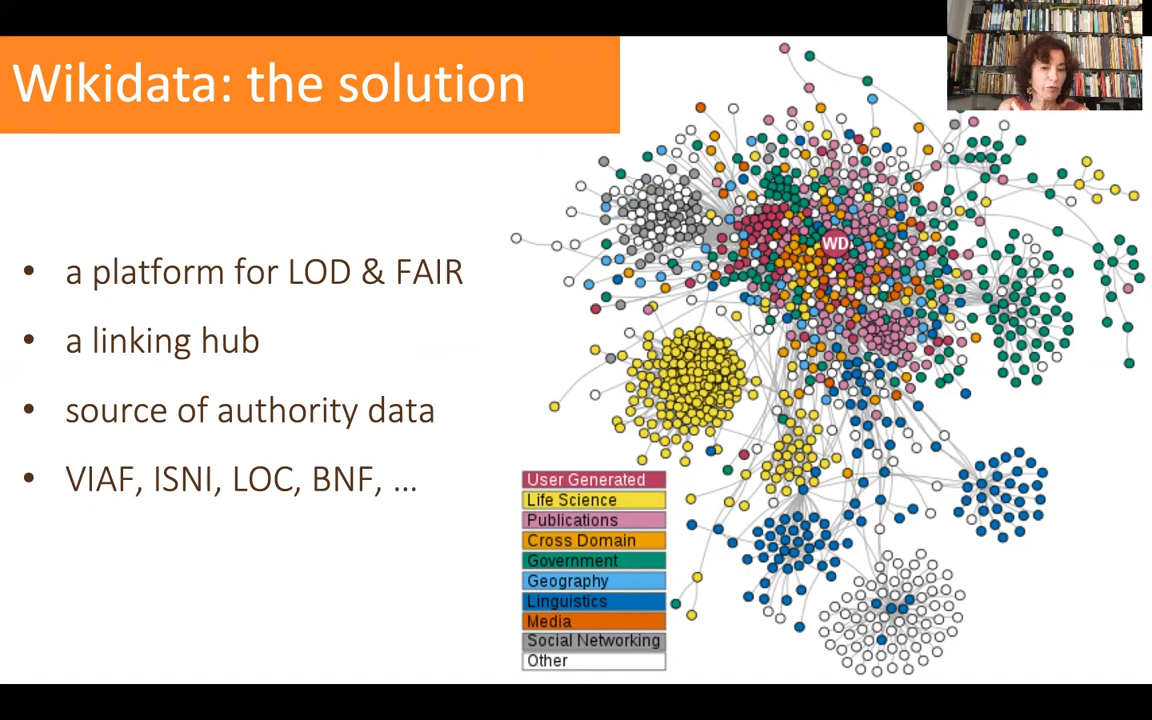 Wikidata: the solution
• a platform for LOD & FAIR
• a linking hub
• source of authority data
• VIAF, ISNI, LOC, BNF, ...
WD
User Generated
Life Science
Publications
Cross Domain
Government
Geography
Linguistics
Media
Social Networking
Other